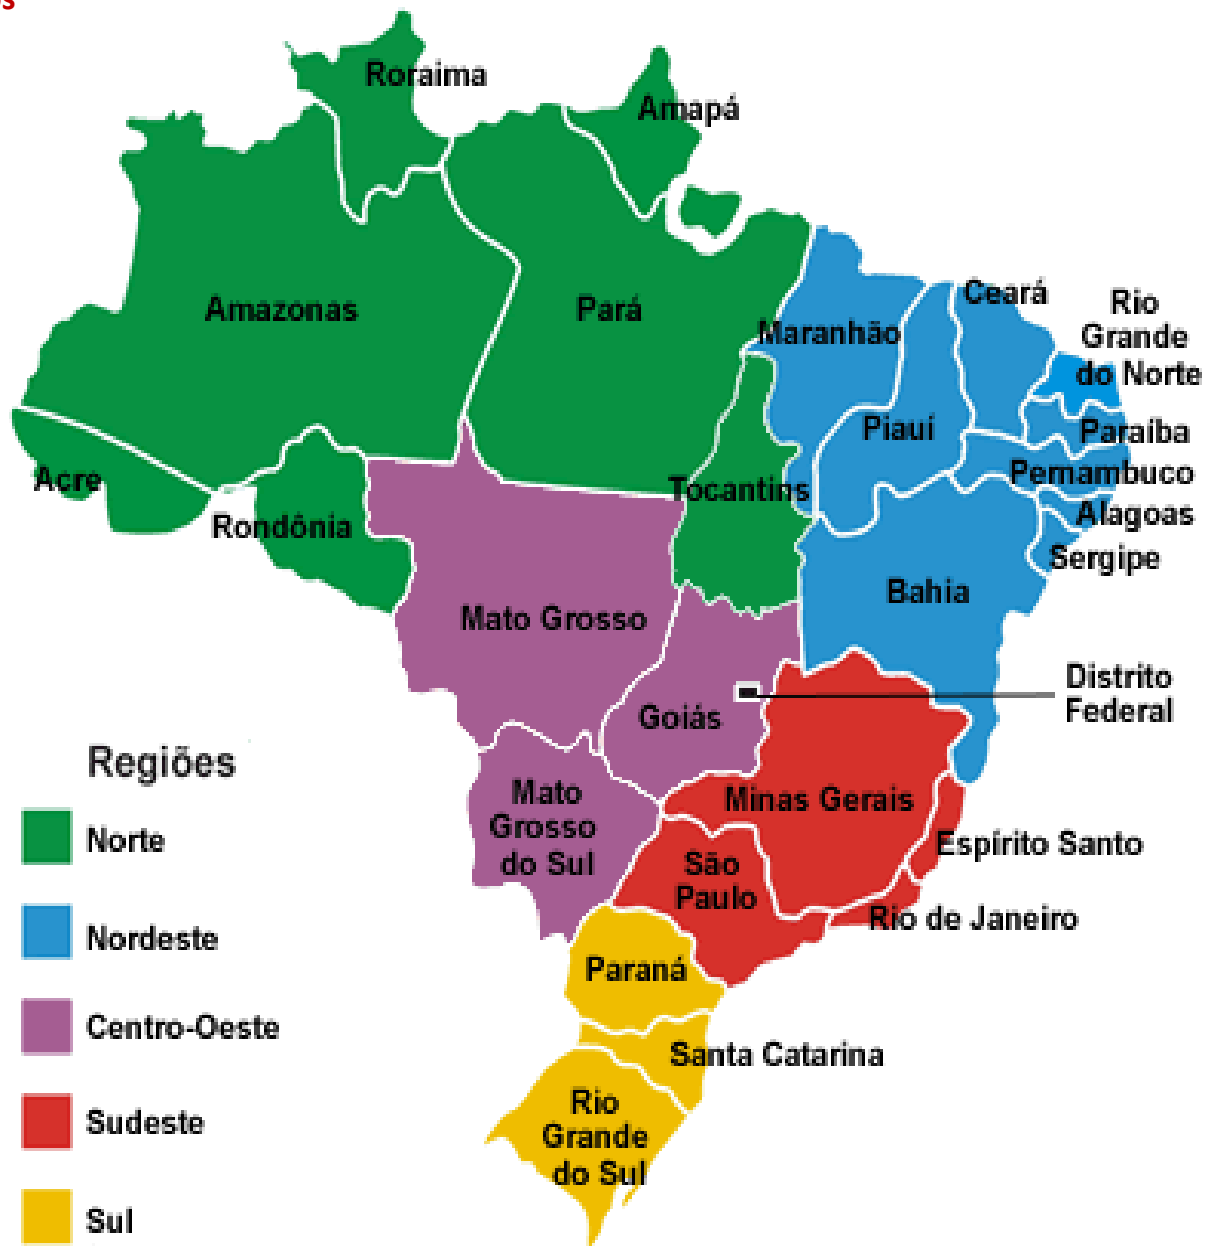 Roraima
Amapá
Amazonas
Pará
Maranhão
Ceará
Rio
Grande
do Norte
Piauí
Paraíba
Acre
Pernambuco
Tocantins
Alagoas
Rondônia
Sergipe
Bahia
Mato Grosso
Distrito
Federal
Goiás
Regiões
Mato
Grosso
do Sul
Minas Gerais
Norte
Espírito Santo
São
Paulo
Rio de Janeiro
Nordeste
Paraná
Centro-Oeste
Santa Catarina
Rio
Grande
do Sul
Sudeste
Sul